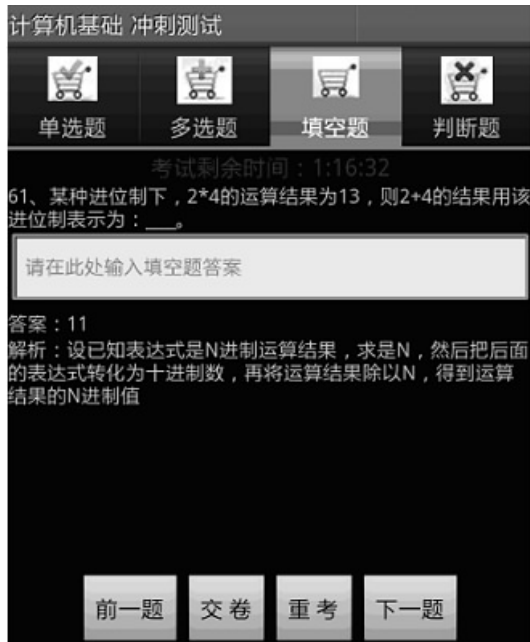 计算机基础 冲刺测试
单选题 多选题 填空题 判断题
考试剩余时间：1:16:32
61、某种进位制下，2*4的运算结果为13，则2+4的结果用该
进位制表示为：___。
请在此处输入填空题答案
答案：11
解析：设已知表达式是N进制运算结果，求是N，然后把后面
的表达式转化为十进制数，再将运算结果除以N，得到运算
结果的N进制值
前一题 交卷 重考 下一题